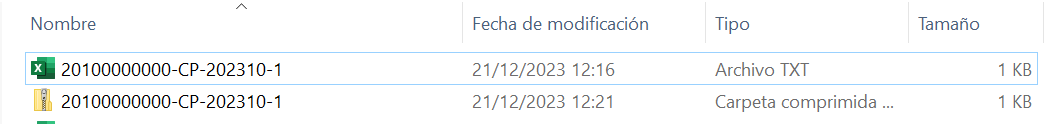 Nombre Fecha de modificación Tipo Tamaño
20100000000-CP-202310-1 21/12/2023 12:16 Archivo TXT 1 KB
20100000000-CP-202310-1 21/12/2023 12:21 Carpeta comprimida ... 1 KB